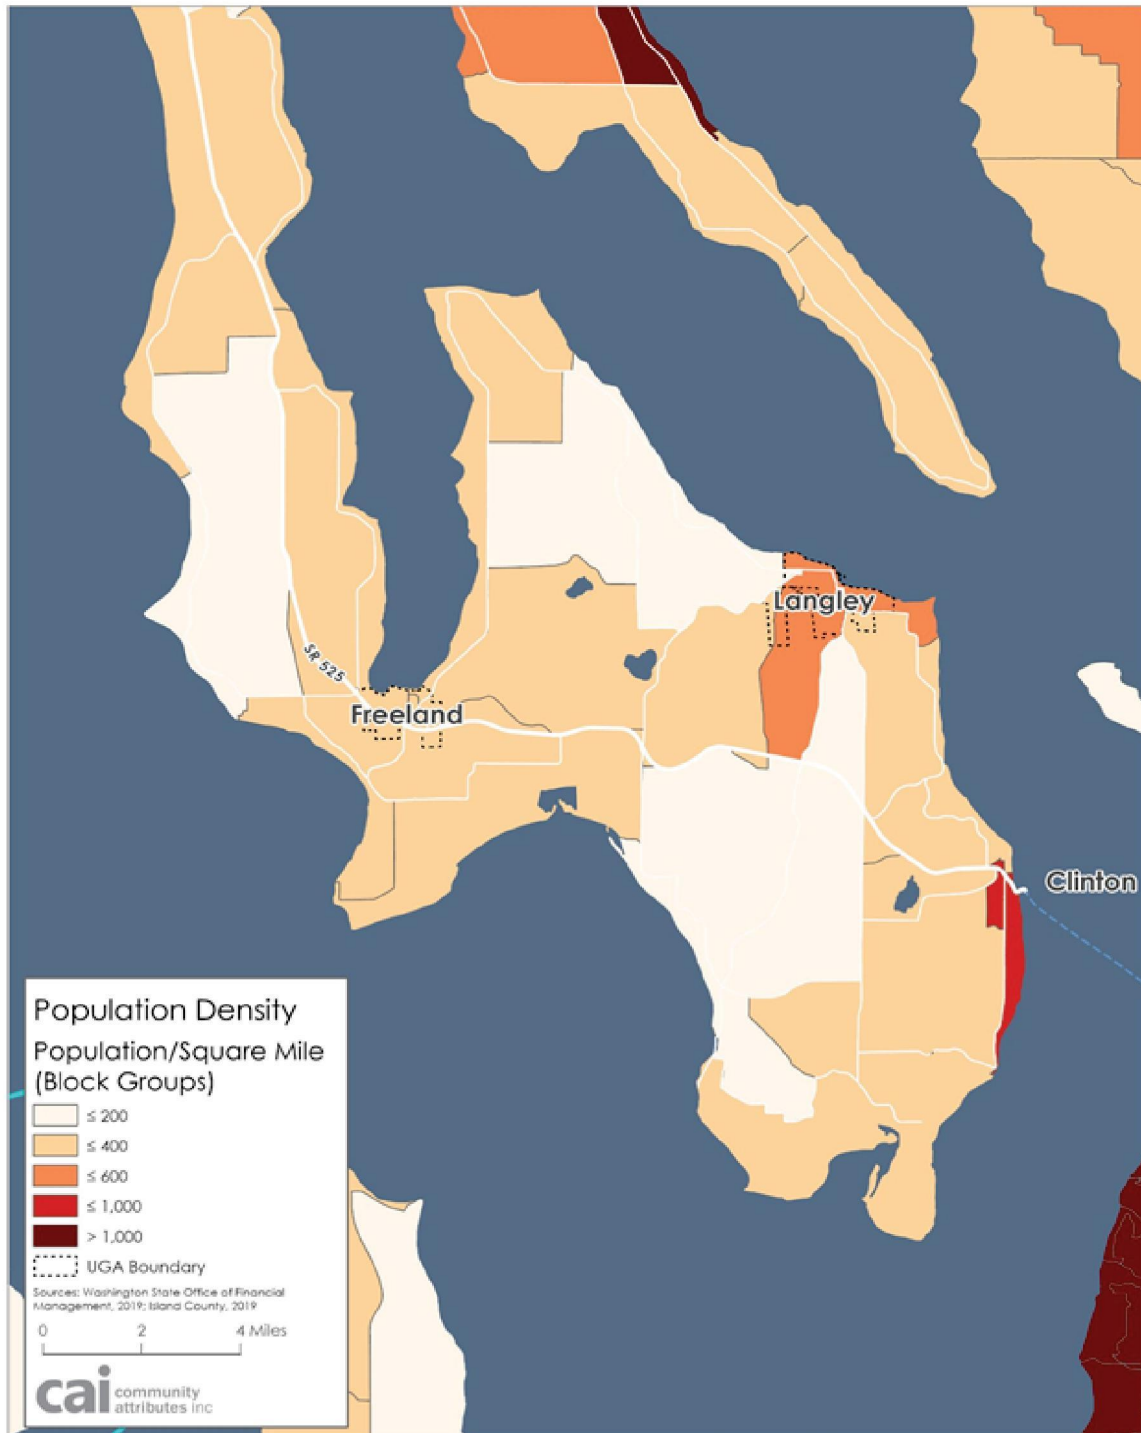 Langley
SR 525
Freeland
Clinton
Population Density
Population/Square Mile
(Block Groups)
≤ 200
≤ 400
≤ 600
≤ 1,000
> 1,000
UGA Boundary
Sources: Washington State Office of Financial
Management, 2019; Island County, 2019
0 2 4 Miles
cai community
attributes inc